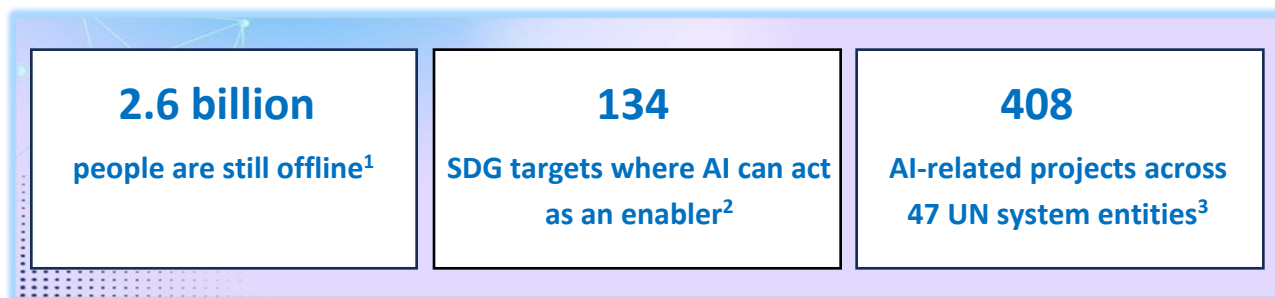 2.6 billion
people are still offline¹
134
SDG targets where AI can act
as an enabler²
408
AI-related projects across
47 UN system entities³